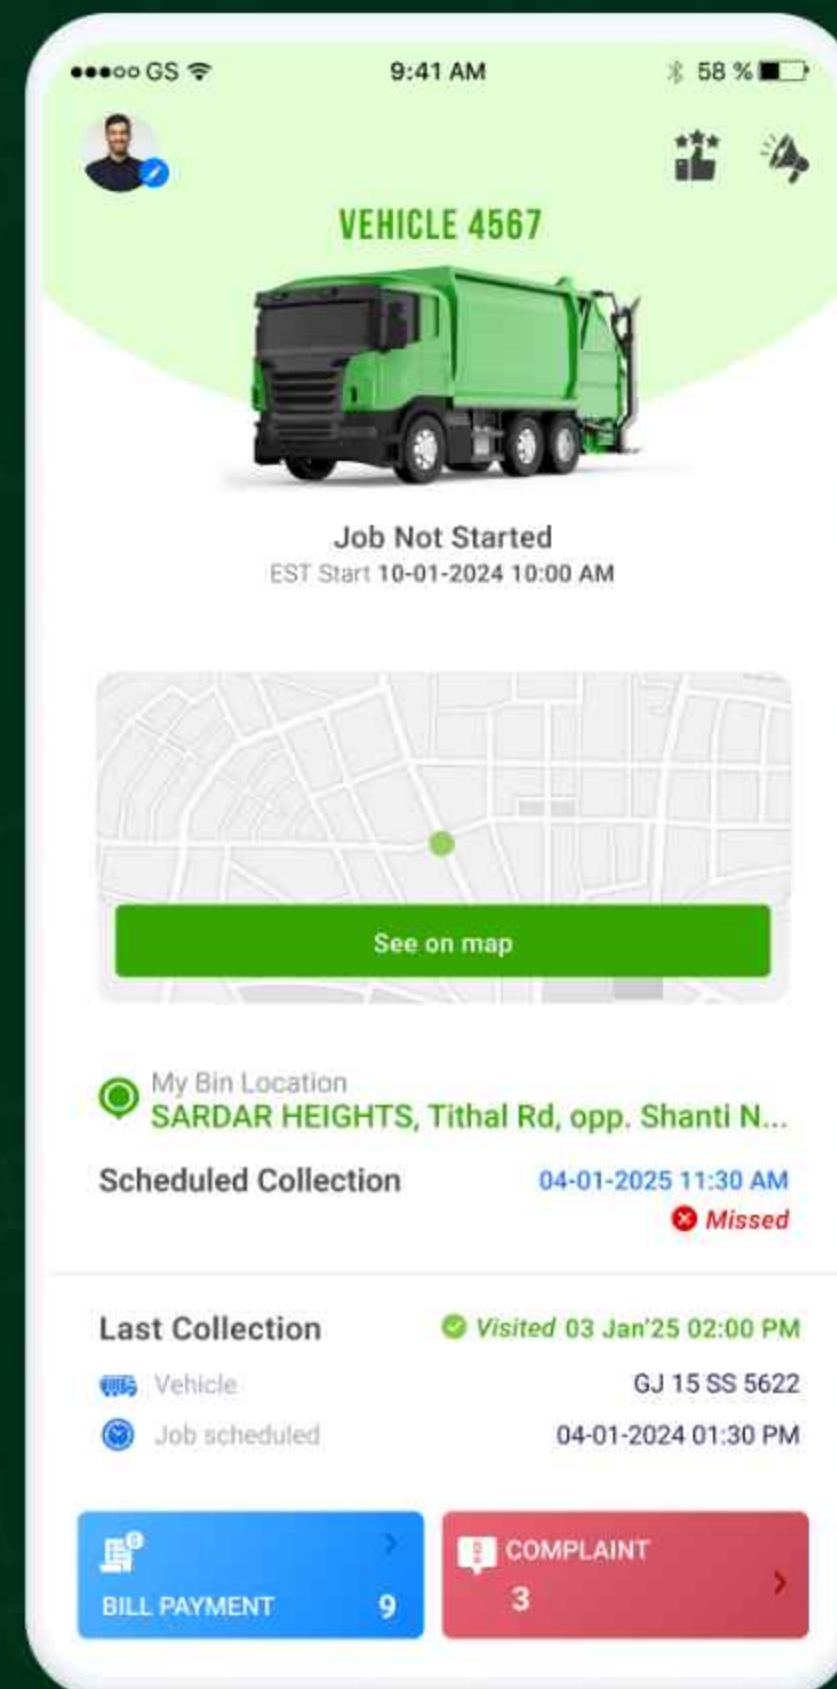 GS
9:41 AM
58 %
VEHICLE 4567
Job Not Started
EST Start 10-01-2024 10:00 AM
See on map
My Bin Location
SARDAR HEIGHTS, Tithal Rd, opp. Shanti N...
Scheduled Collection 04-01-2025 11:30 AM
Missed
Last Collection Visited 03 Jan'25 02:00 PM
Vehicle GJ 15 SS 5622
Job scheduled 04-01-2024 01:30 PM
BILL PAYMENT 9
COMPLAINT
3